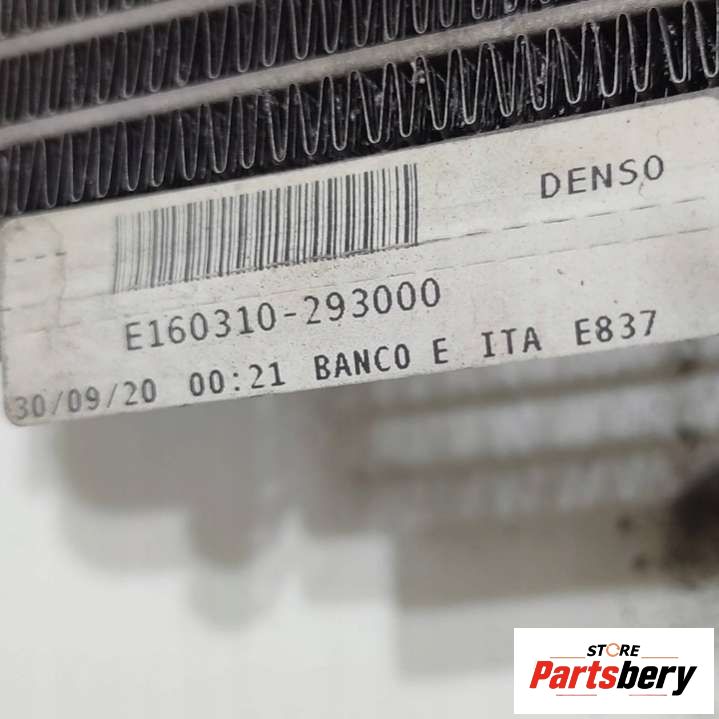 DENSO
E160310-293000
30/09/20 00:21 BANCO E ITA E837
STORE
Partsbery